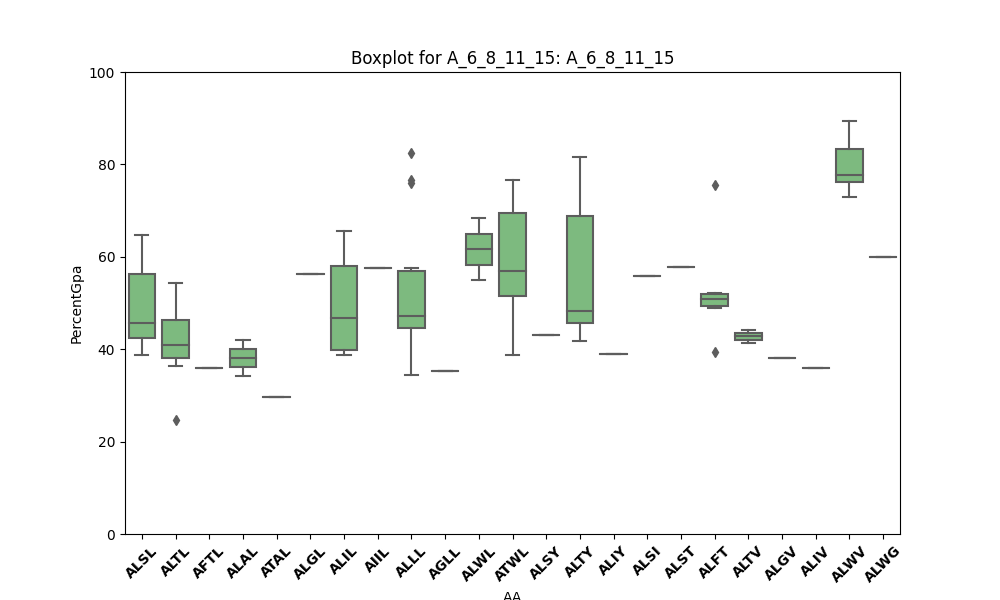 Boxplot for A_6_8_11_15: A_6_8_11_15
100
80
60
40
20
0
PercentGpa
ALSL ALTL AFTL ALAL ATAL ALGL ALIL AIIL ALLL AGLL ALWL ATWL ALSY ALTY ALIY ALSI ALST ALFT ALTV ALGV ALIV ALWV ALWG
AA